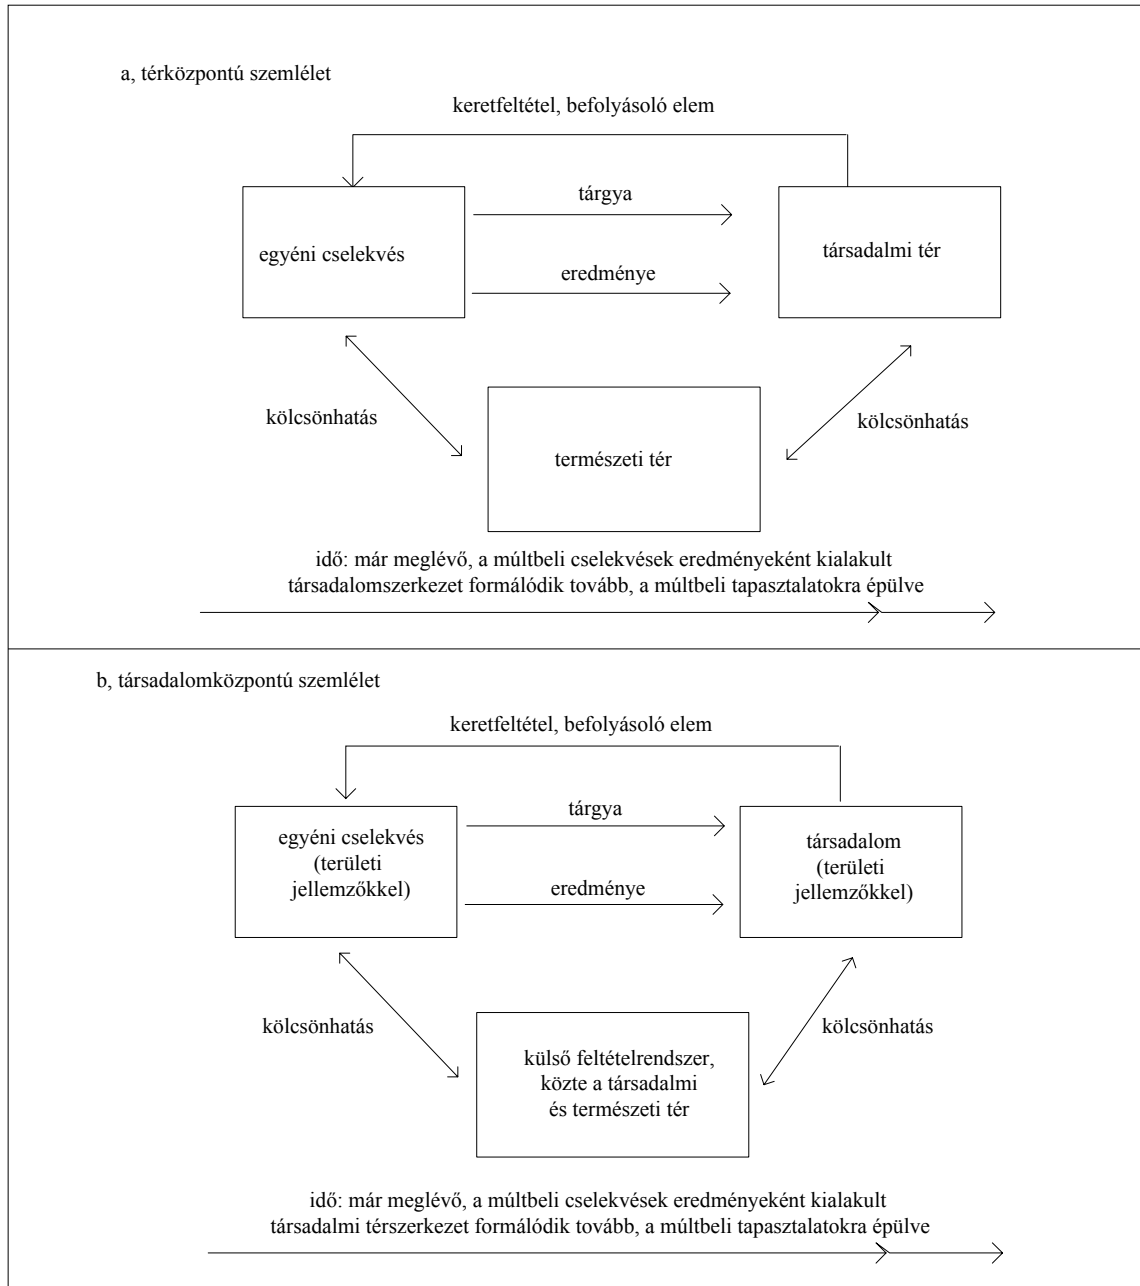 a, térközpontú szemlélet
keretfeltétel, befolyásoló elem
tárgya
egyéni cselekvés
társadalmi tér
eredménye
kölcsönhatás
kölcsönhatás
természeti tér
idő: már meglévő, a múltbeli cselekvések eredményeként kialakult
társadalomszerkezet formálódik tovább, a múltbeli tapasztalatokra épülve
b, társadalomközpontú szemlélet
keretfeltétel, befolyásoló elem
tárgya
egyéni cselekvés
(területi
jellemzőkkel)
társadalom
(területi
jellemzőkkel)
eredménye
kölcsönhatás
kölcsönhatás
külső feltételrendszer,
közte a társadalmi
és természeti tér
idő: már meglévő, a múltbeli cselekvések eredményeként kialakult
társadalmi térszerkezet formálódik tovább, a múltbeli tapasztalatokra épülve